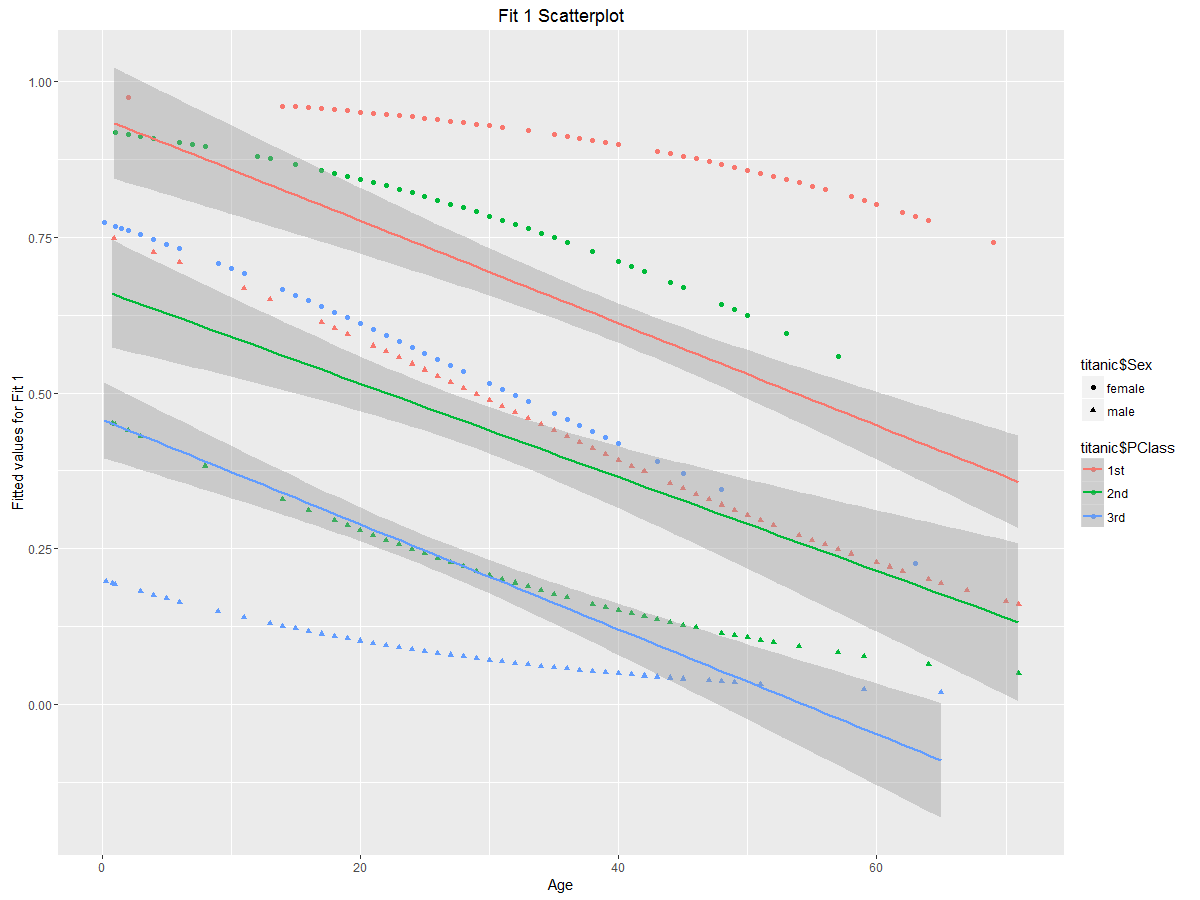 Fit 1 Scatterplot
Fitted values for Fit 1
1.00
0.75
0.50
0.25
0.00
0
20
40
60
Age
titanic$Sex
female
male
titanic$PClass
1st
2nd
3rd